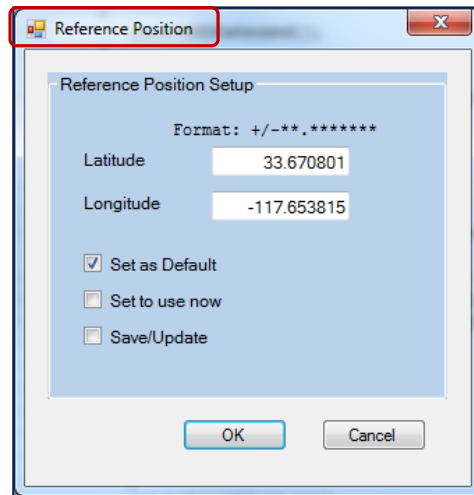 Reference Position
Reference Position Setup
Format: +/-**.*******
Latitude 33.670801
Longitude -117.653815
Set as Default
Set to use now
Save/Update
OK Cancel